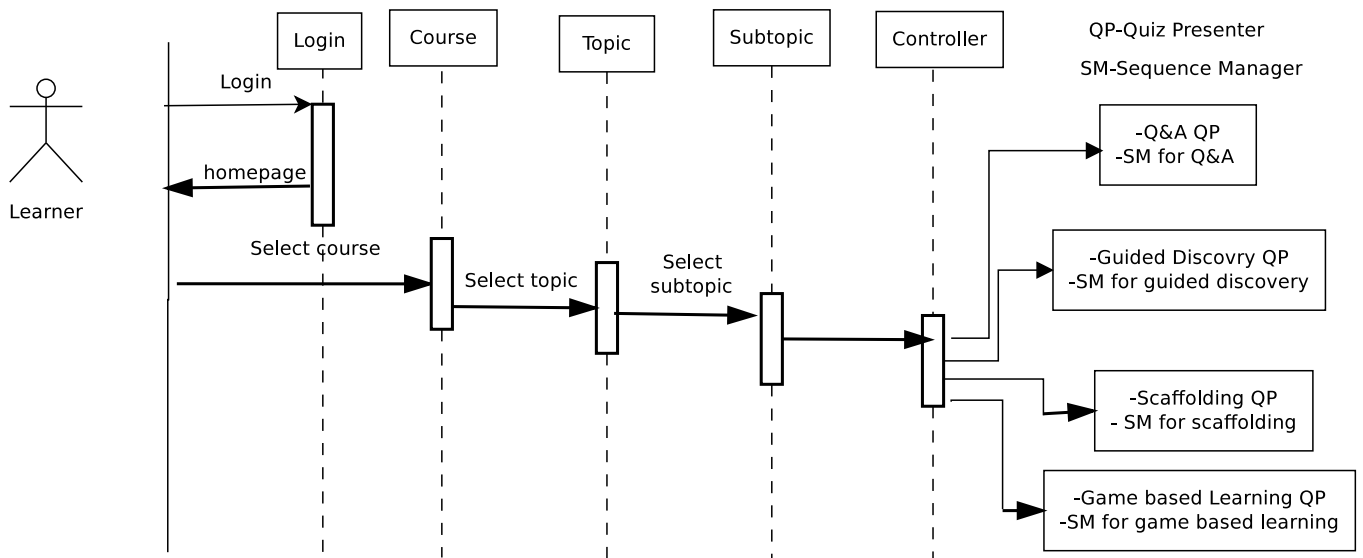 Login
Course
Topic
Subtopic
Controller
QP-Quiz Presenter
SM-Sequence Manager
Login
homepage
Learner
Select course
Select topic
Select
subtopic
-Q&A QP
-SM for Q&A
-Guided Discovry QP
-SM for guided discovery
-Scaffolding QP
- SM for scaffolding
-Game based Learning QP
-SM for game based learning